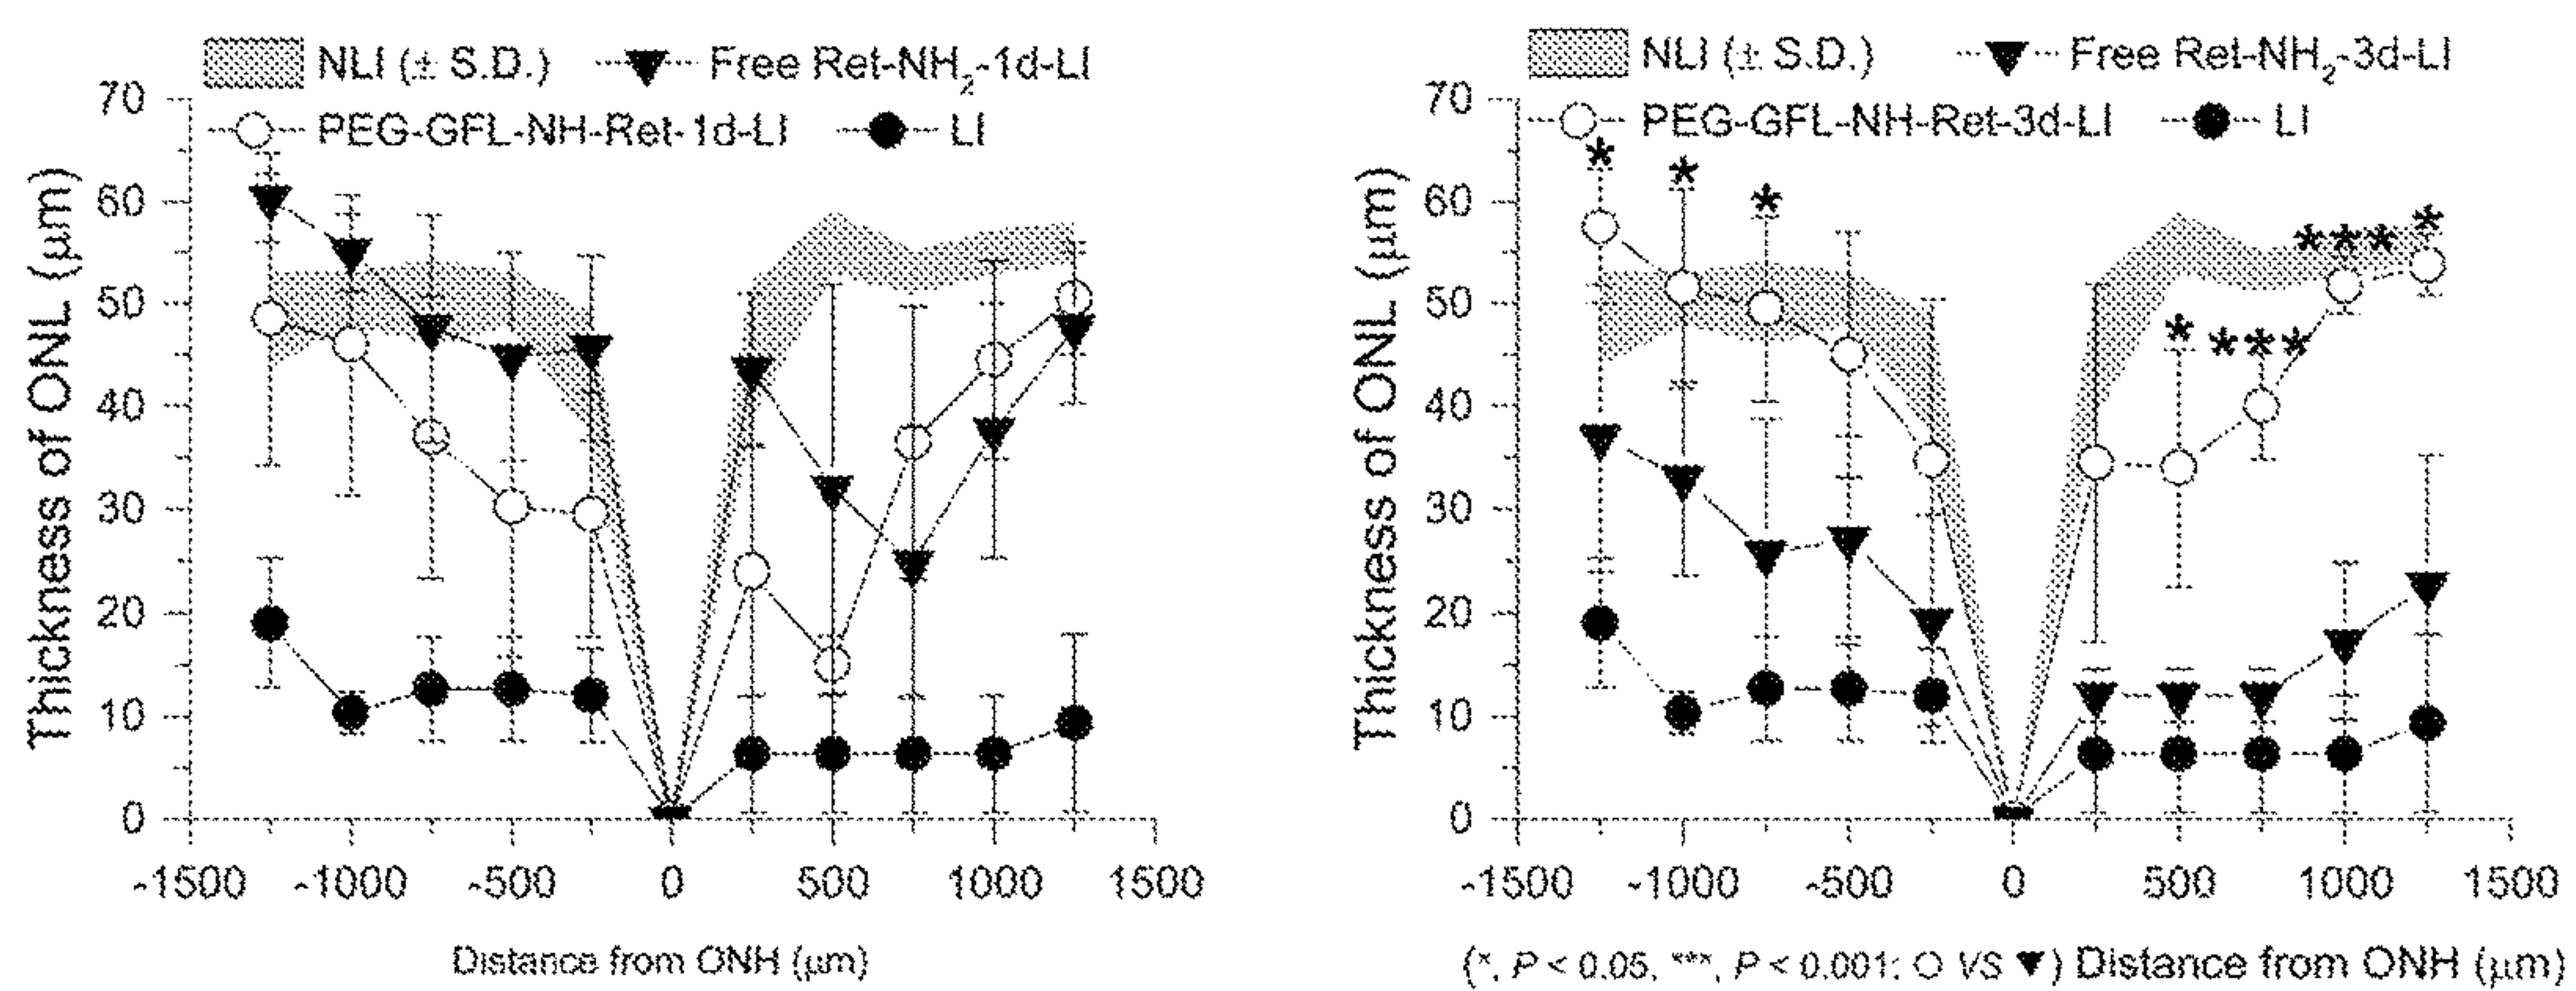 NLI (± S.D.) Free Ret-NH2-1d-LI
PEG-GFL-NH-Ret-1d-LI LI
Thickness of ONL (μm)
70
60
50
40
30
20
10
0
-1500 -1000 -500 0 500 1000 1500
Distance from ONH (μm)
NLI (± S.D.) Free Ret-NH2-3d-LI
PEG-GFL-NH-Ret-3d-LI LI
Thickness of ONL (μm)
70
60
50
40
30
20
10
0
* * * *** *
* ***
-1500 -1000 -500 0 500 1000 1500
(*, P < 0.05, ***, P < 0.001; ○ VS ▼) Distance from ONH (μm)